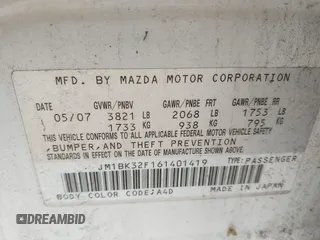 MFD. BY MAZDA MOTOR CORPORATION
GVWR/PNBV GAWR/PNBE FRT GAWR/PNBE RR
05/07 3821 LB 2068 LB 1753 LB
1733 KG 938 KG 795 KG
THIS VEHICLE CONFORMS TO ALL APPLICABLE FEDERAL MOTOR VEHICLE SAFETY
,BUMPER,AND THEFT PREVENTION
STANDARDS IN EFFECT ON THE DATE OF MANUFACTURE SHOWN ABOVE.
JM1BK32F161401419 TYPE:PASSENGER
BODY COLOR CODE:A4D MADE IN JAPAN